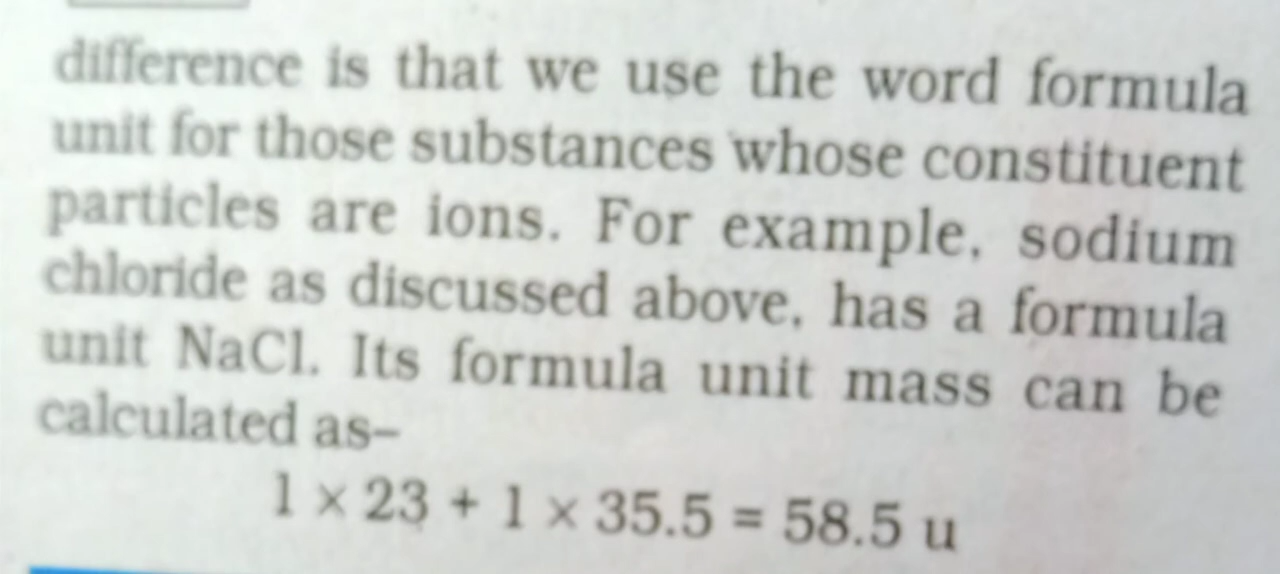 difference is that we use the word formula
unit for those substances whose constituent
particles are ions. For example, sodium
chloride as discussed above, has a formula
unit NaCl. Its formula unit mass can be
calculated as–
1 × 23 + 1 × 35.5 = 58.5 u